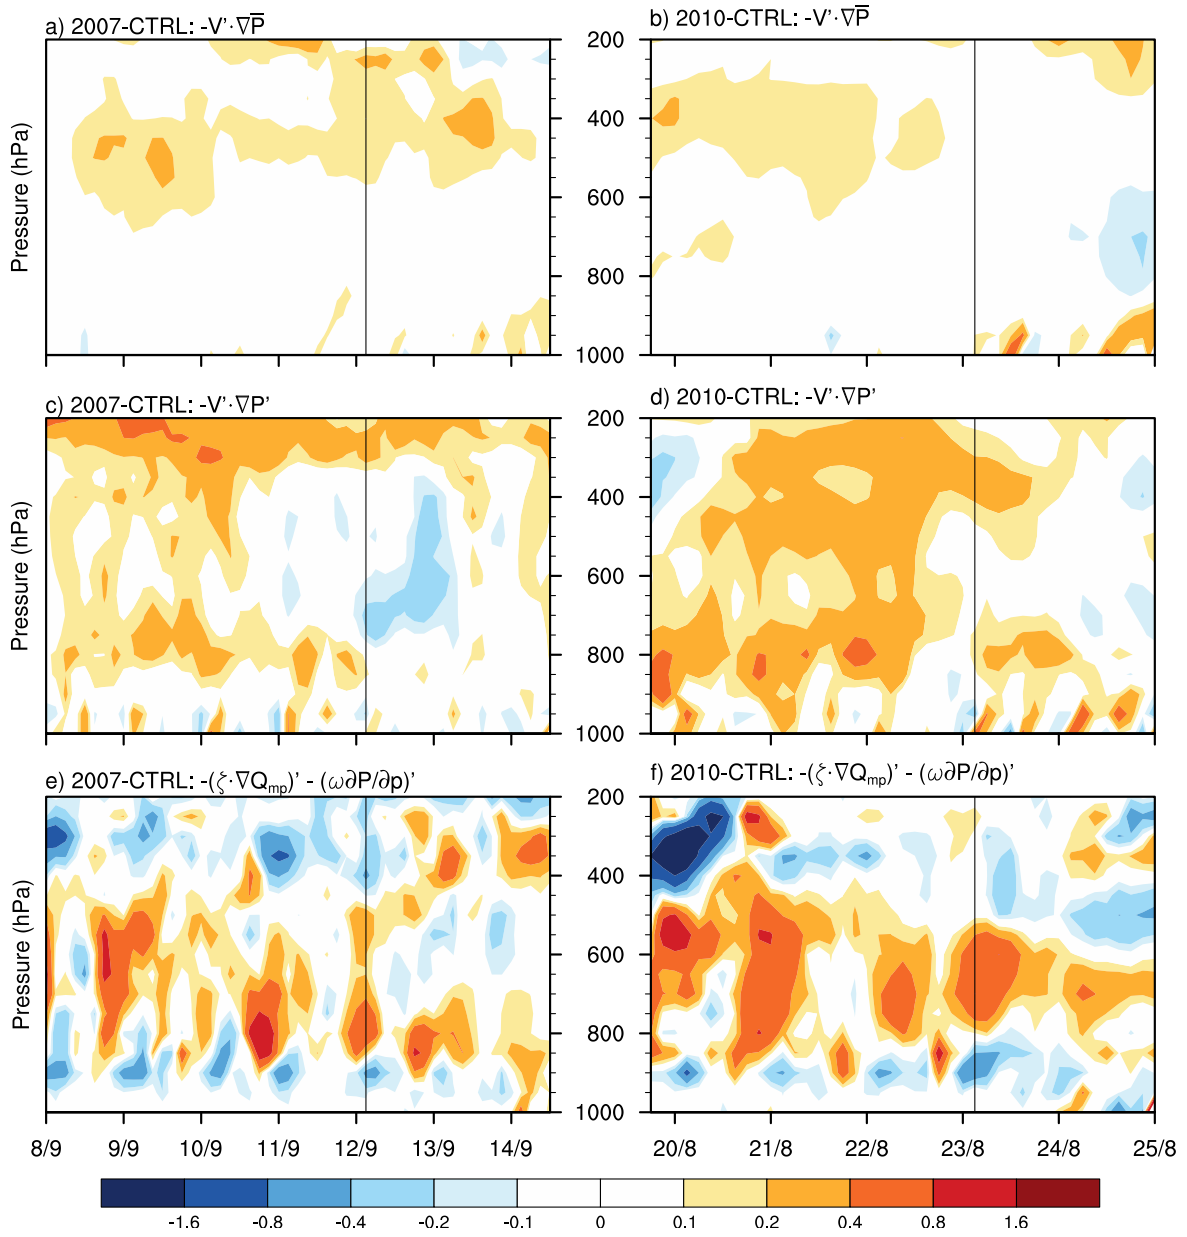 a) 2007-CTRL: -V'·∇P̅
b) 2010-CTRL: -V'·∇P̅
200
400
600
800
1000
Pressure (hPa)
c) 2007-CTRL: -V'·∇P'
d) 2010-CTRL: -V'·∇P'
200
400
600
800
1000
Pressure (hPa)
e) 2007-CTRL: -(ζ·∇Qmp)' - (ω∂P/∂p)'
f) 2010-CTRL: -(ζ·∇Qmp)' - (ω∂P/∂p)'
200
400
600
800
1000
Pressure (hPa)
8/9 9/9 10/9 11/9 12/9 13/9 14/9
20/8 21/8 22/8 23/8 24/8 25/8
-1.6 -0.8 -0.4 -0.2 -0.1 0 0.1 0.2 0.4 0.8 1.6